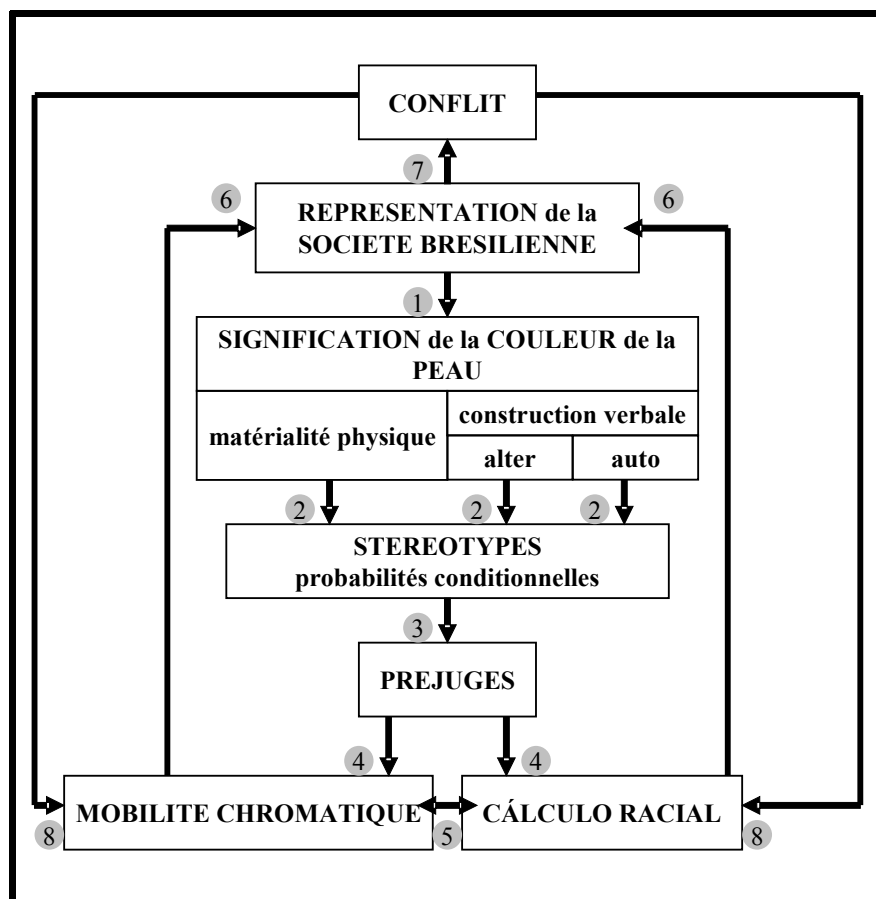 CONFLIT
7
6
6
REPRESENTATION de la
SOCIETE BRESILIENNE
1
SIGNIFICATION de la COULEUR de la
PEAU
matérialité physique
construction verbale
alter
auto
2
2
2
STEREOTYPES
probabilités conditionnelles
3
PREJUGES
4
4
MOBILITE CHROMATIQUE
CÁLCULO RACIAL
8
5
8